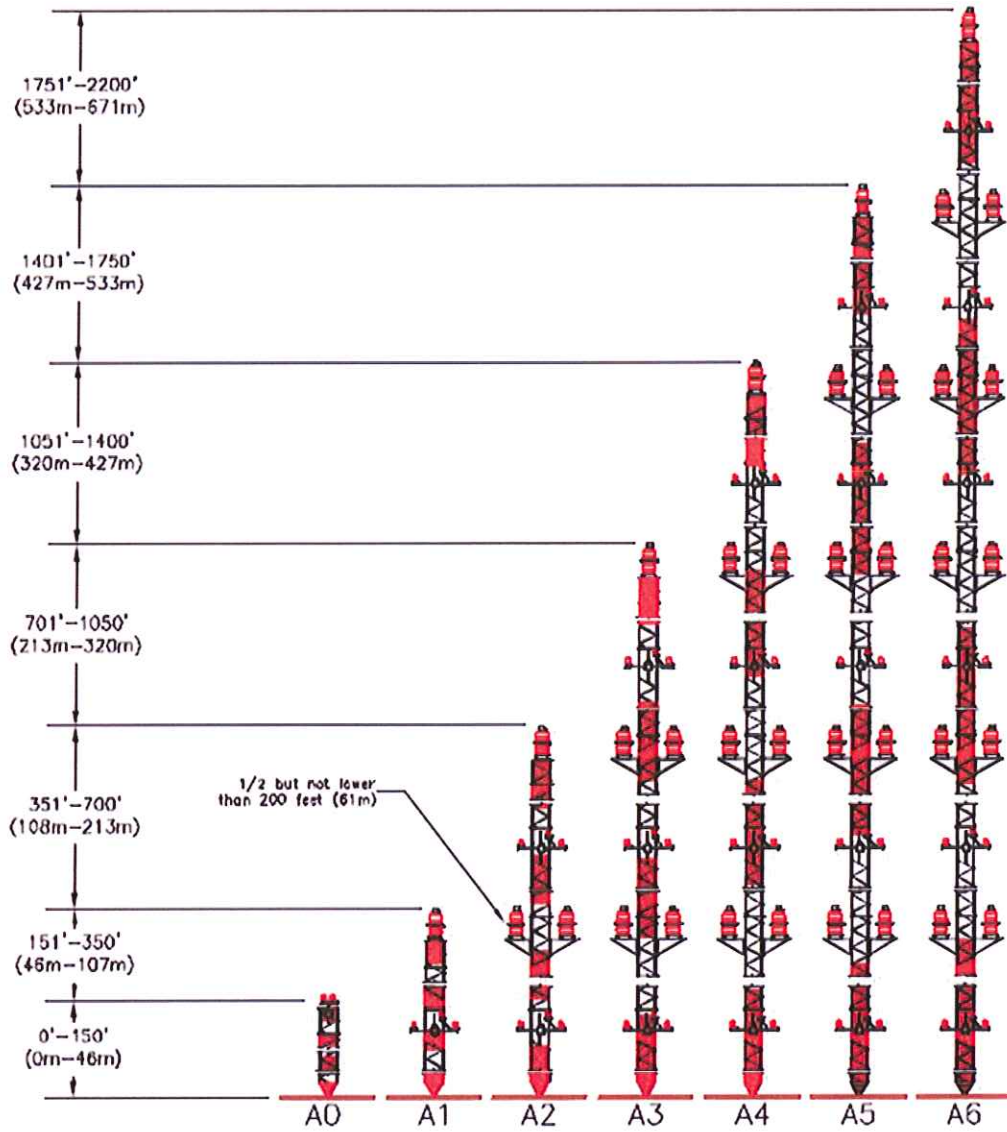 1751'-2200'
(533m-671m)
1401'-1750'
(427m-533m)
1051'-1400'
(320m-427m)
701'-1050'
(213m-320m)
351'-700'
(108m-213m)
1/2 but not lower
than 200 feet (61m)
151'-350'
(46m-107m)
0'-150'
(0m-46m)
A0 A1 A2 A3 A4 A5 A6